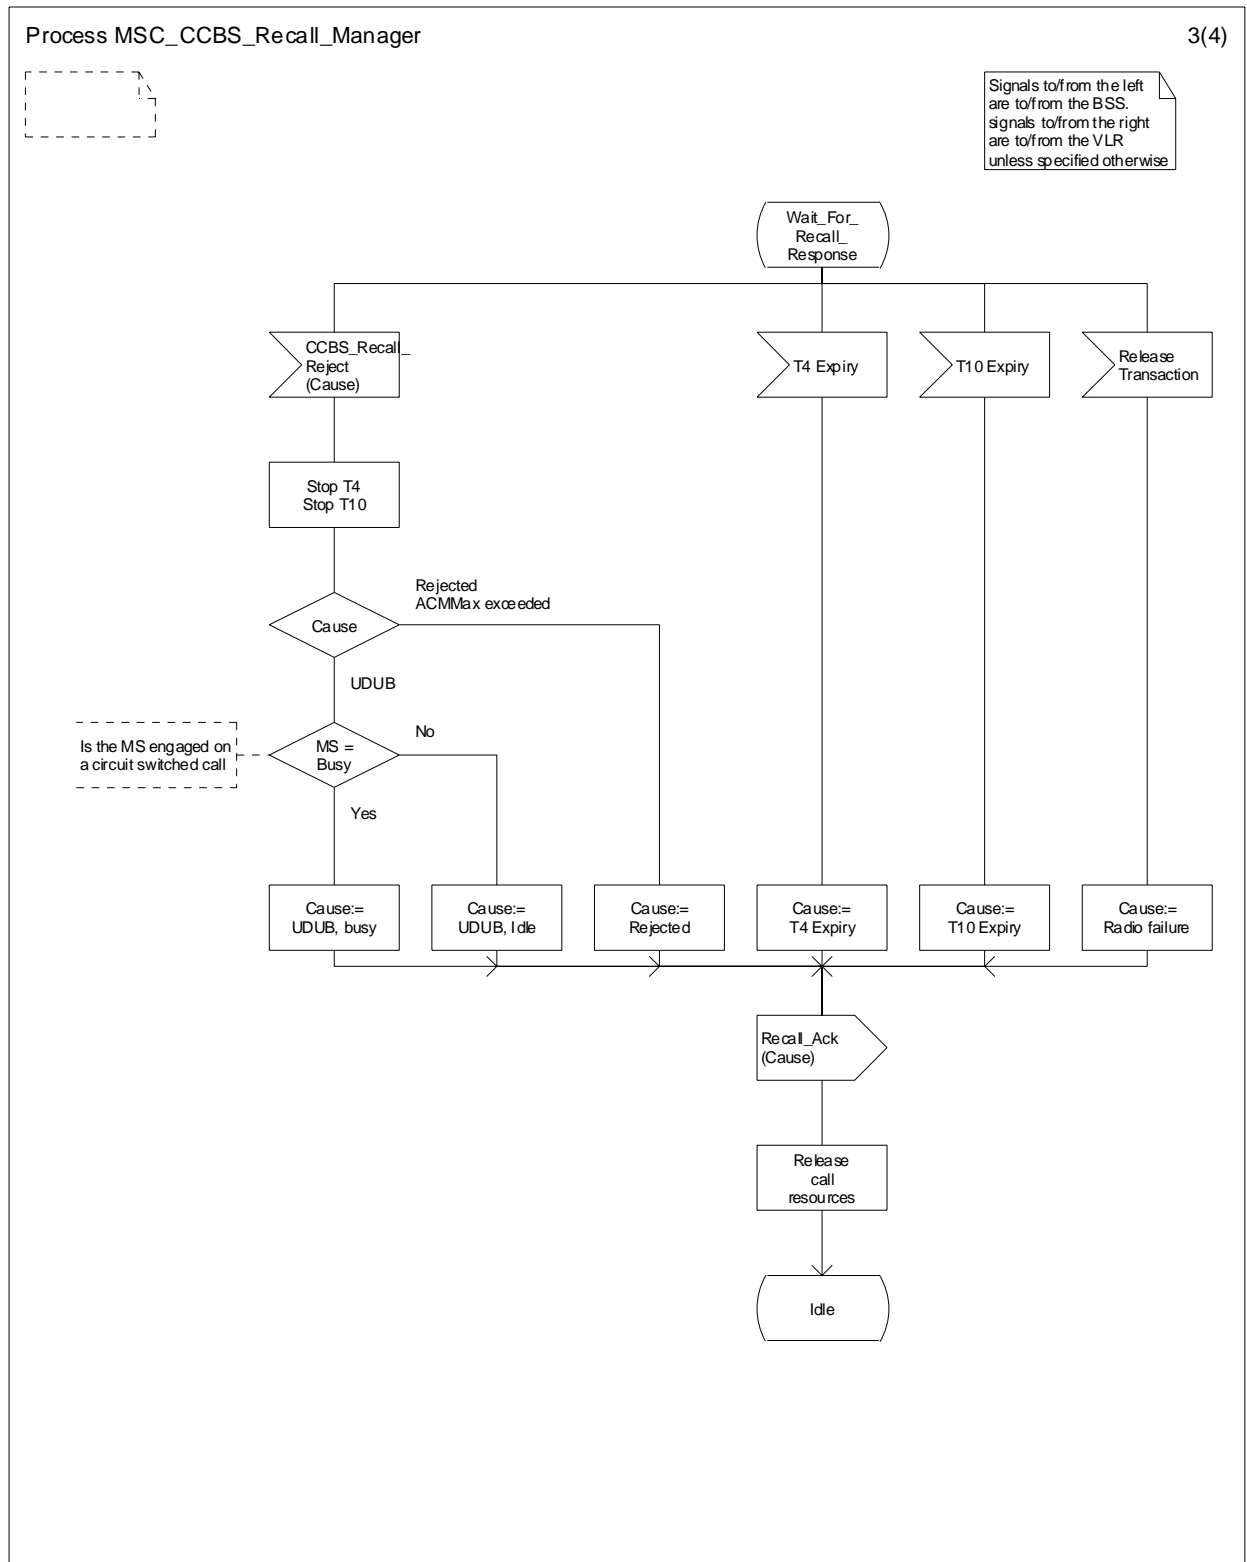 Process MSC_CCBS_Recall_Manager
3(4)
Signals to/from the left
are to/from the BSS.
signals to/from the right
are to/from the VLR
unless specified otherwise
Wait_For_
Recall_
Response
CCBS_Recall_
Reject
(Cause)
T4 Expiry
T10 Expiry
Release
Transaction
Stop T4
Stop T10
Rejected
ACMMax exceeded
Cause
UDUB
Is the MS engaged on
a circuit switched call
MS =
Busy
No
Yes
Cause:=
UDUB, busy
Cause:=
UDUB, Idle
Cause:=
Rejected
Cause:=
T4 Expiry
Cause:=
T10 Expiry
Cause:=
Radio failure
Recall_Ack
(Cause)
Release
call
resources
Idle